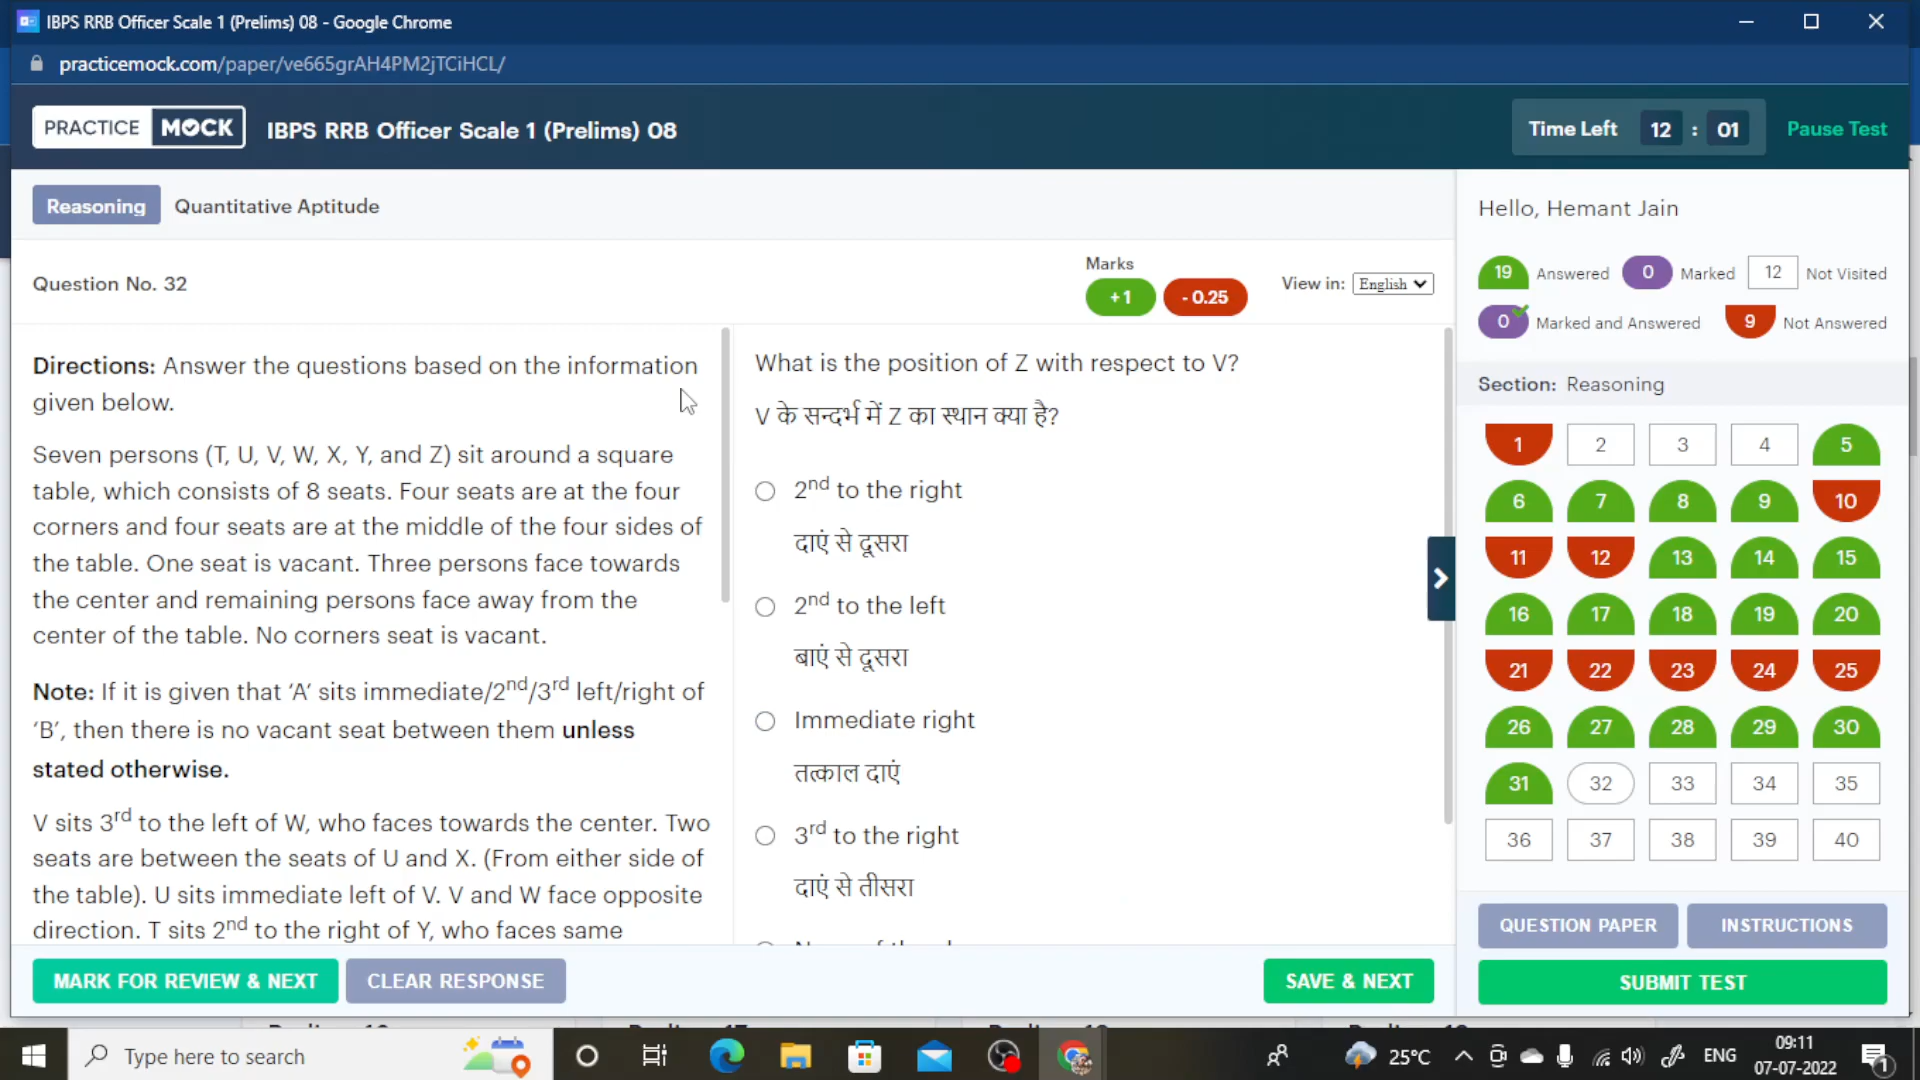 IBPS RRB Officer Scale 1 (Prelims) 08 - Google Chrome
practicemock.com/paper/ve665grAH4PM2jTCiHCL/
PRACTICE MOCK
IBPS RRB Officer Scale 1 (Prelims) 08
Time Left 12 : 01
Pause Test
Reasoning
Quantitative Aptitude
Hello, Hemant Jain
Question No. 32
Marks
+1 - 0.25
View in: English
19 Answered 0 Marked 12 Not Visited
0 Marked and Answered 9 Not Answered
Directions: Answer the questions based on the information
given below.
Seven persons (T, U, V, W, X, Y, and Z) sit around a square
table, which consists of 8 seats. Four seats are at the four
corners and four seats are at the middle of the four sides of
the table. One seat is vacant. Three persons face towards
the center and remaining persons face away from the
center of the table. No corners seat is vacant.
Note: If it is given that ‘A’ sits immediate/2nd/3rd left/right of
‘B’, then there is no vacant seat between them unless
stated otherwise.
V sits 3rd to the left of W, who faces towards the center. Two
seats are between the seats of U and X. (From either side of
the table). U sits immediate left of V. V and W face opposite
direction. T sits 2nd to the right of Y, who faces same
What is the position of Z with respect to V?
V के सन्दर्भ में Z का स्थान क्या है?
2nd to the right
दाएं से दूसरा
2nd to the left
बाएं से दूसरा
Immediate right
तत्काल दाएं
3rd to the right
दाएं से तीसरा
Section: Reasoning
1 2 3 4 5
6 7 8 9 10
11 12 13 14 15
16 17 18 19 20
21 22 23 24 25
26 27 28 29 30
31 32 33 34 35
36 37 38 39 40
QUESTION PAPER
INSTRUCTIONS
MARK FOR REVIEW & NEXT
CLEAR RESPONSE
SAVE & NEXT
SUBMIT TEST
Type here to search
25°C
ENG
09:11
07-07-2022
1